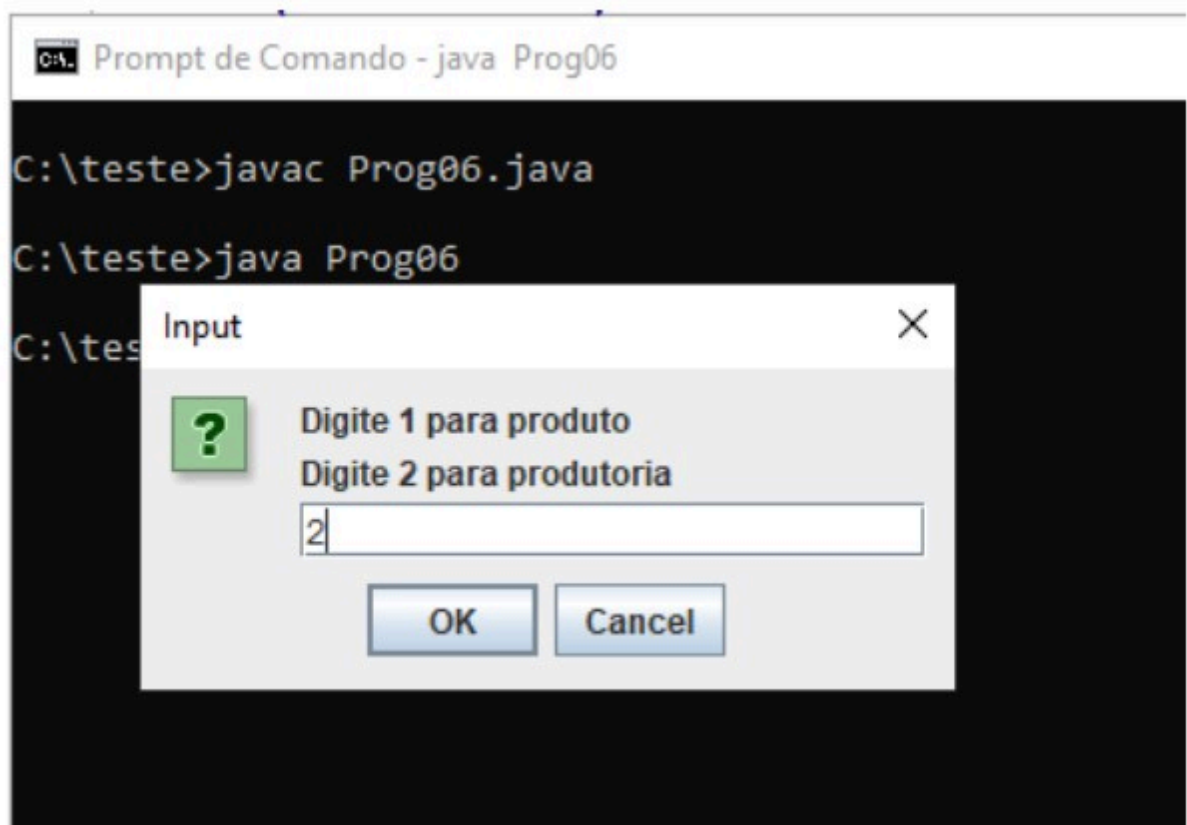 Prompt de Comando - java Prog06
C:\teste>javac Prog06.java
C:\teste>java Prog06
C:\tes
Input
?
Digite 1 para produto
Digite 2 para produtoria
2
OK
Cancel